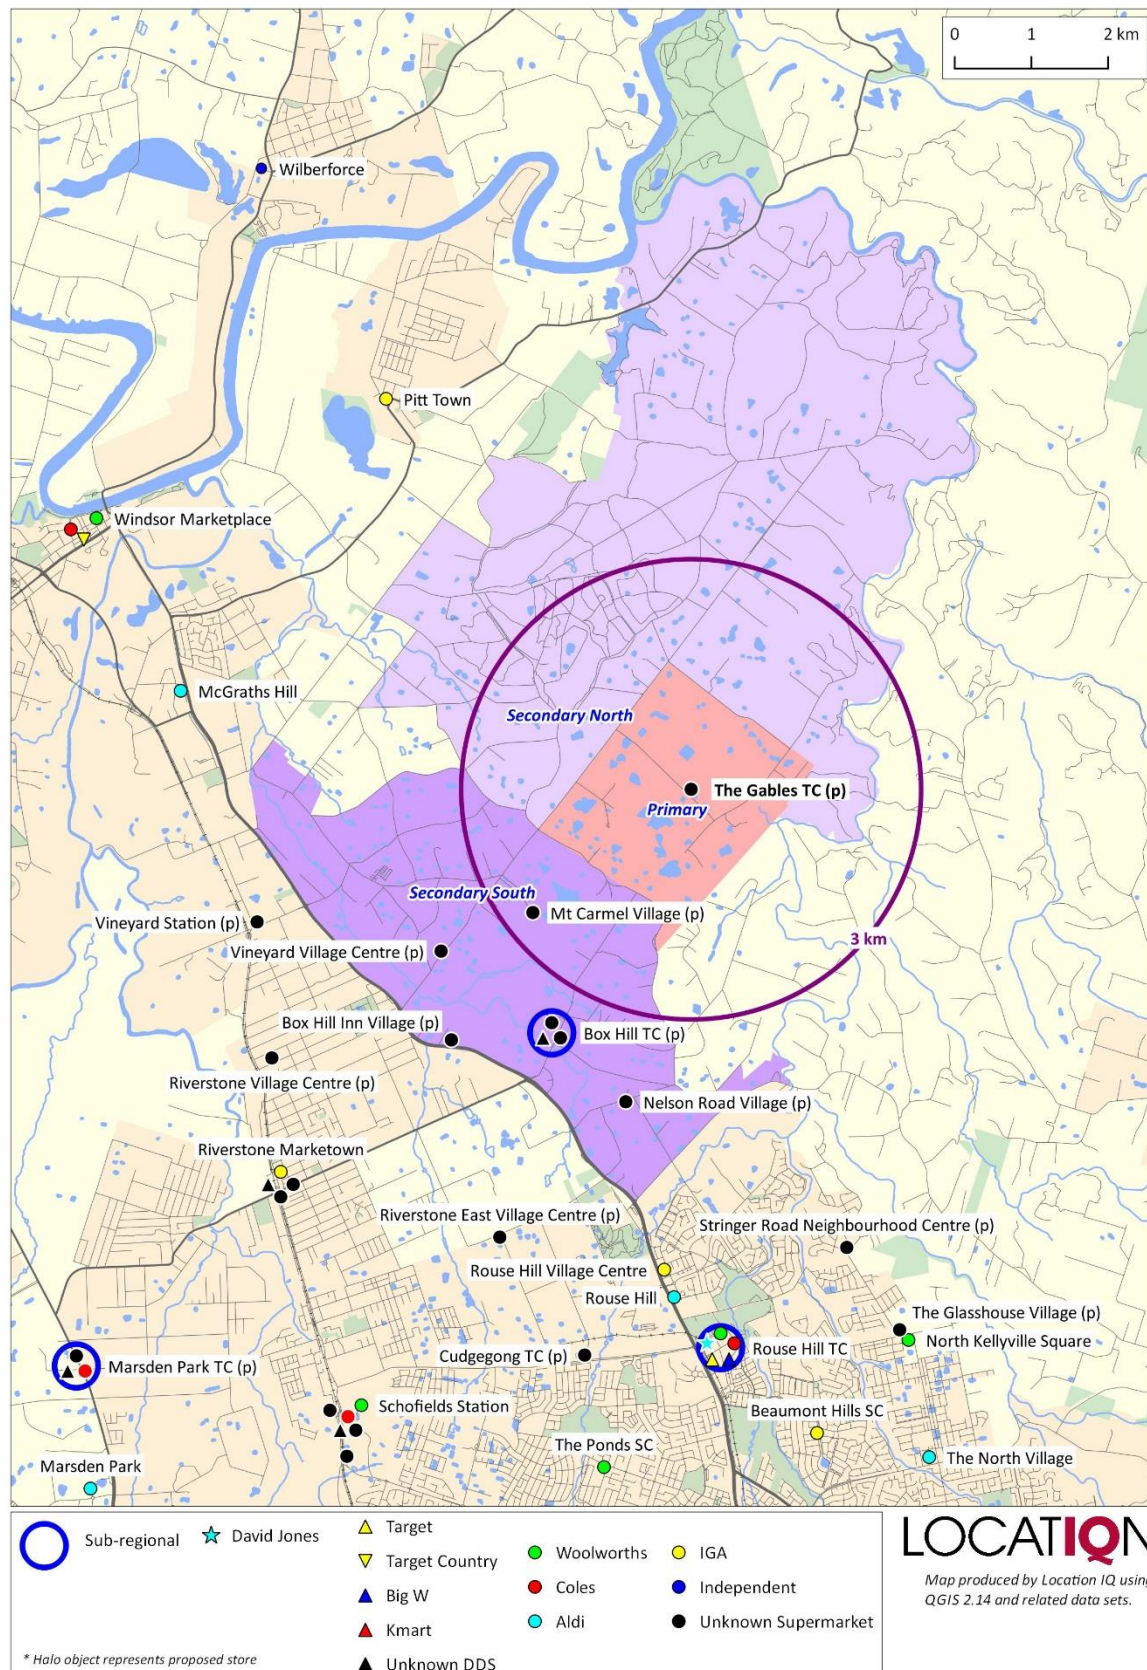 0 1 2 km
Wilberforce
Pitt Town
Windsor Marketplace
McGraths Hill
Secondary North
The Gables TC (p)
Primary
Secondary South
Mt Carmel Village (p)
Vineyard Station (p)
3 km
Vineyard Village Centre (p)
Box Hill Inn Village (p)
Box Hill TC (p)
Riverstone Village Centre (p)
Nelson Road Village (p)
Riverstone Marketown
Riverstone East Village Centre (p)
Stringer Road Neighbourhood Centre (p)
Rouse Hill Village Centre
Rouse Hill
The Glasshouse Village (p)
North Kellyville Square
Rouse Hill TC
Cudgegong TC (p)
Marsden Park TC (p)
Schofields Station
Beaumont Hills SC
The Ponds SC
The North Village
Marsden Park
Sub-regional
David Jones
Target
Target Country
Big W
Kmart
Unknown DDS
Woolworths
Coles
Aldi
IGA
Independent
Unknown Supermarket
* Halo object represents proposed store
LOCATIQN
Map produced by Location IQ using
QGIS 2.14 and related data sets.